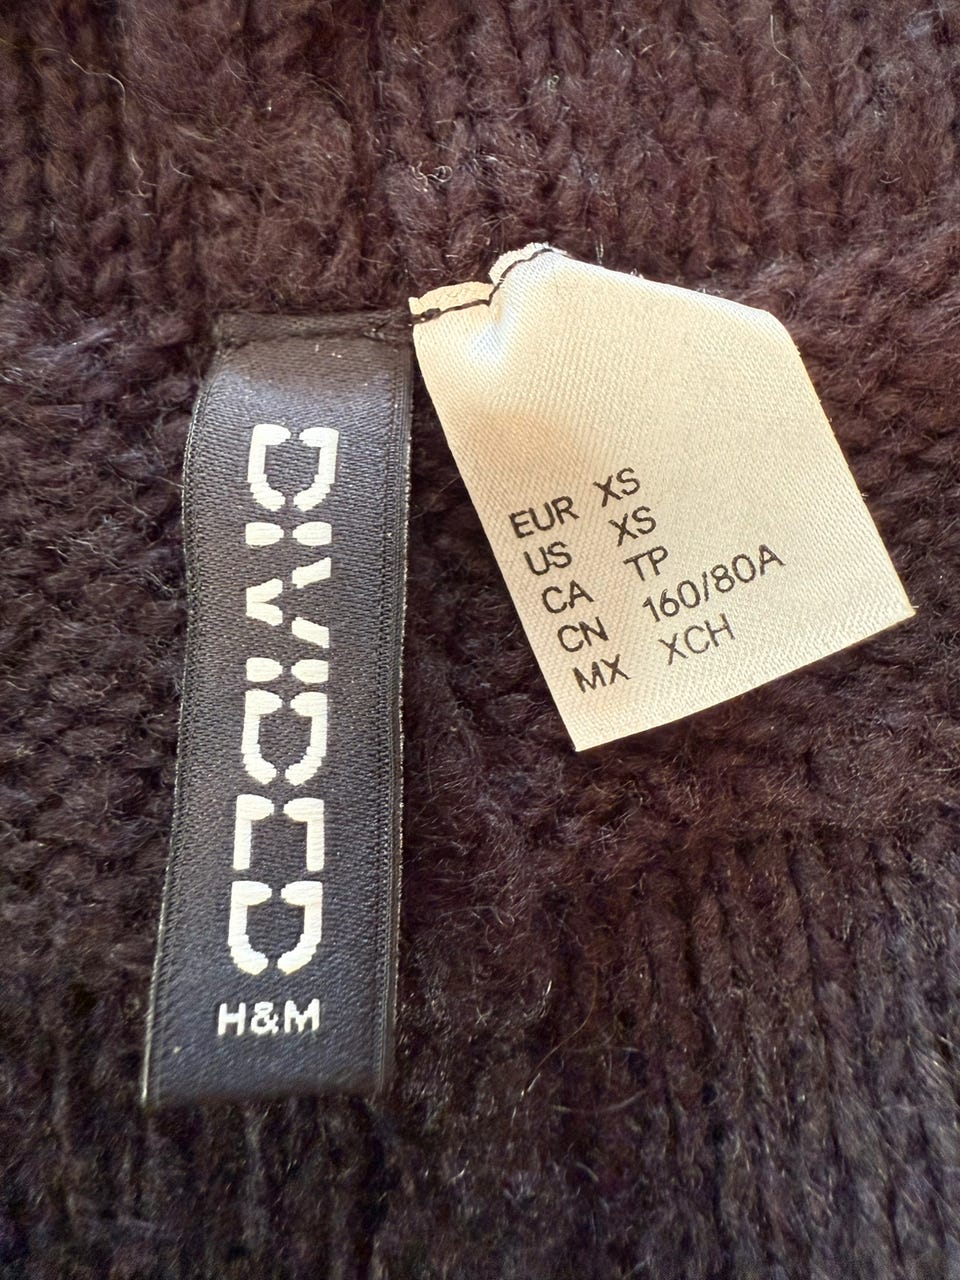 DIVIDED
H&M
EUR XS
US XS
CA TP
CN 160/80A
MX XCH